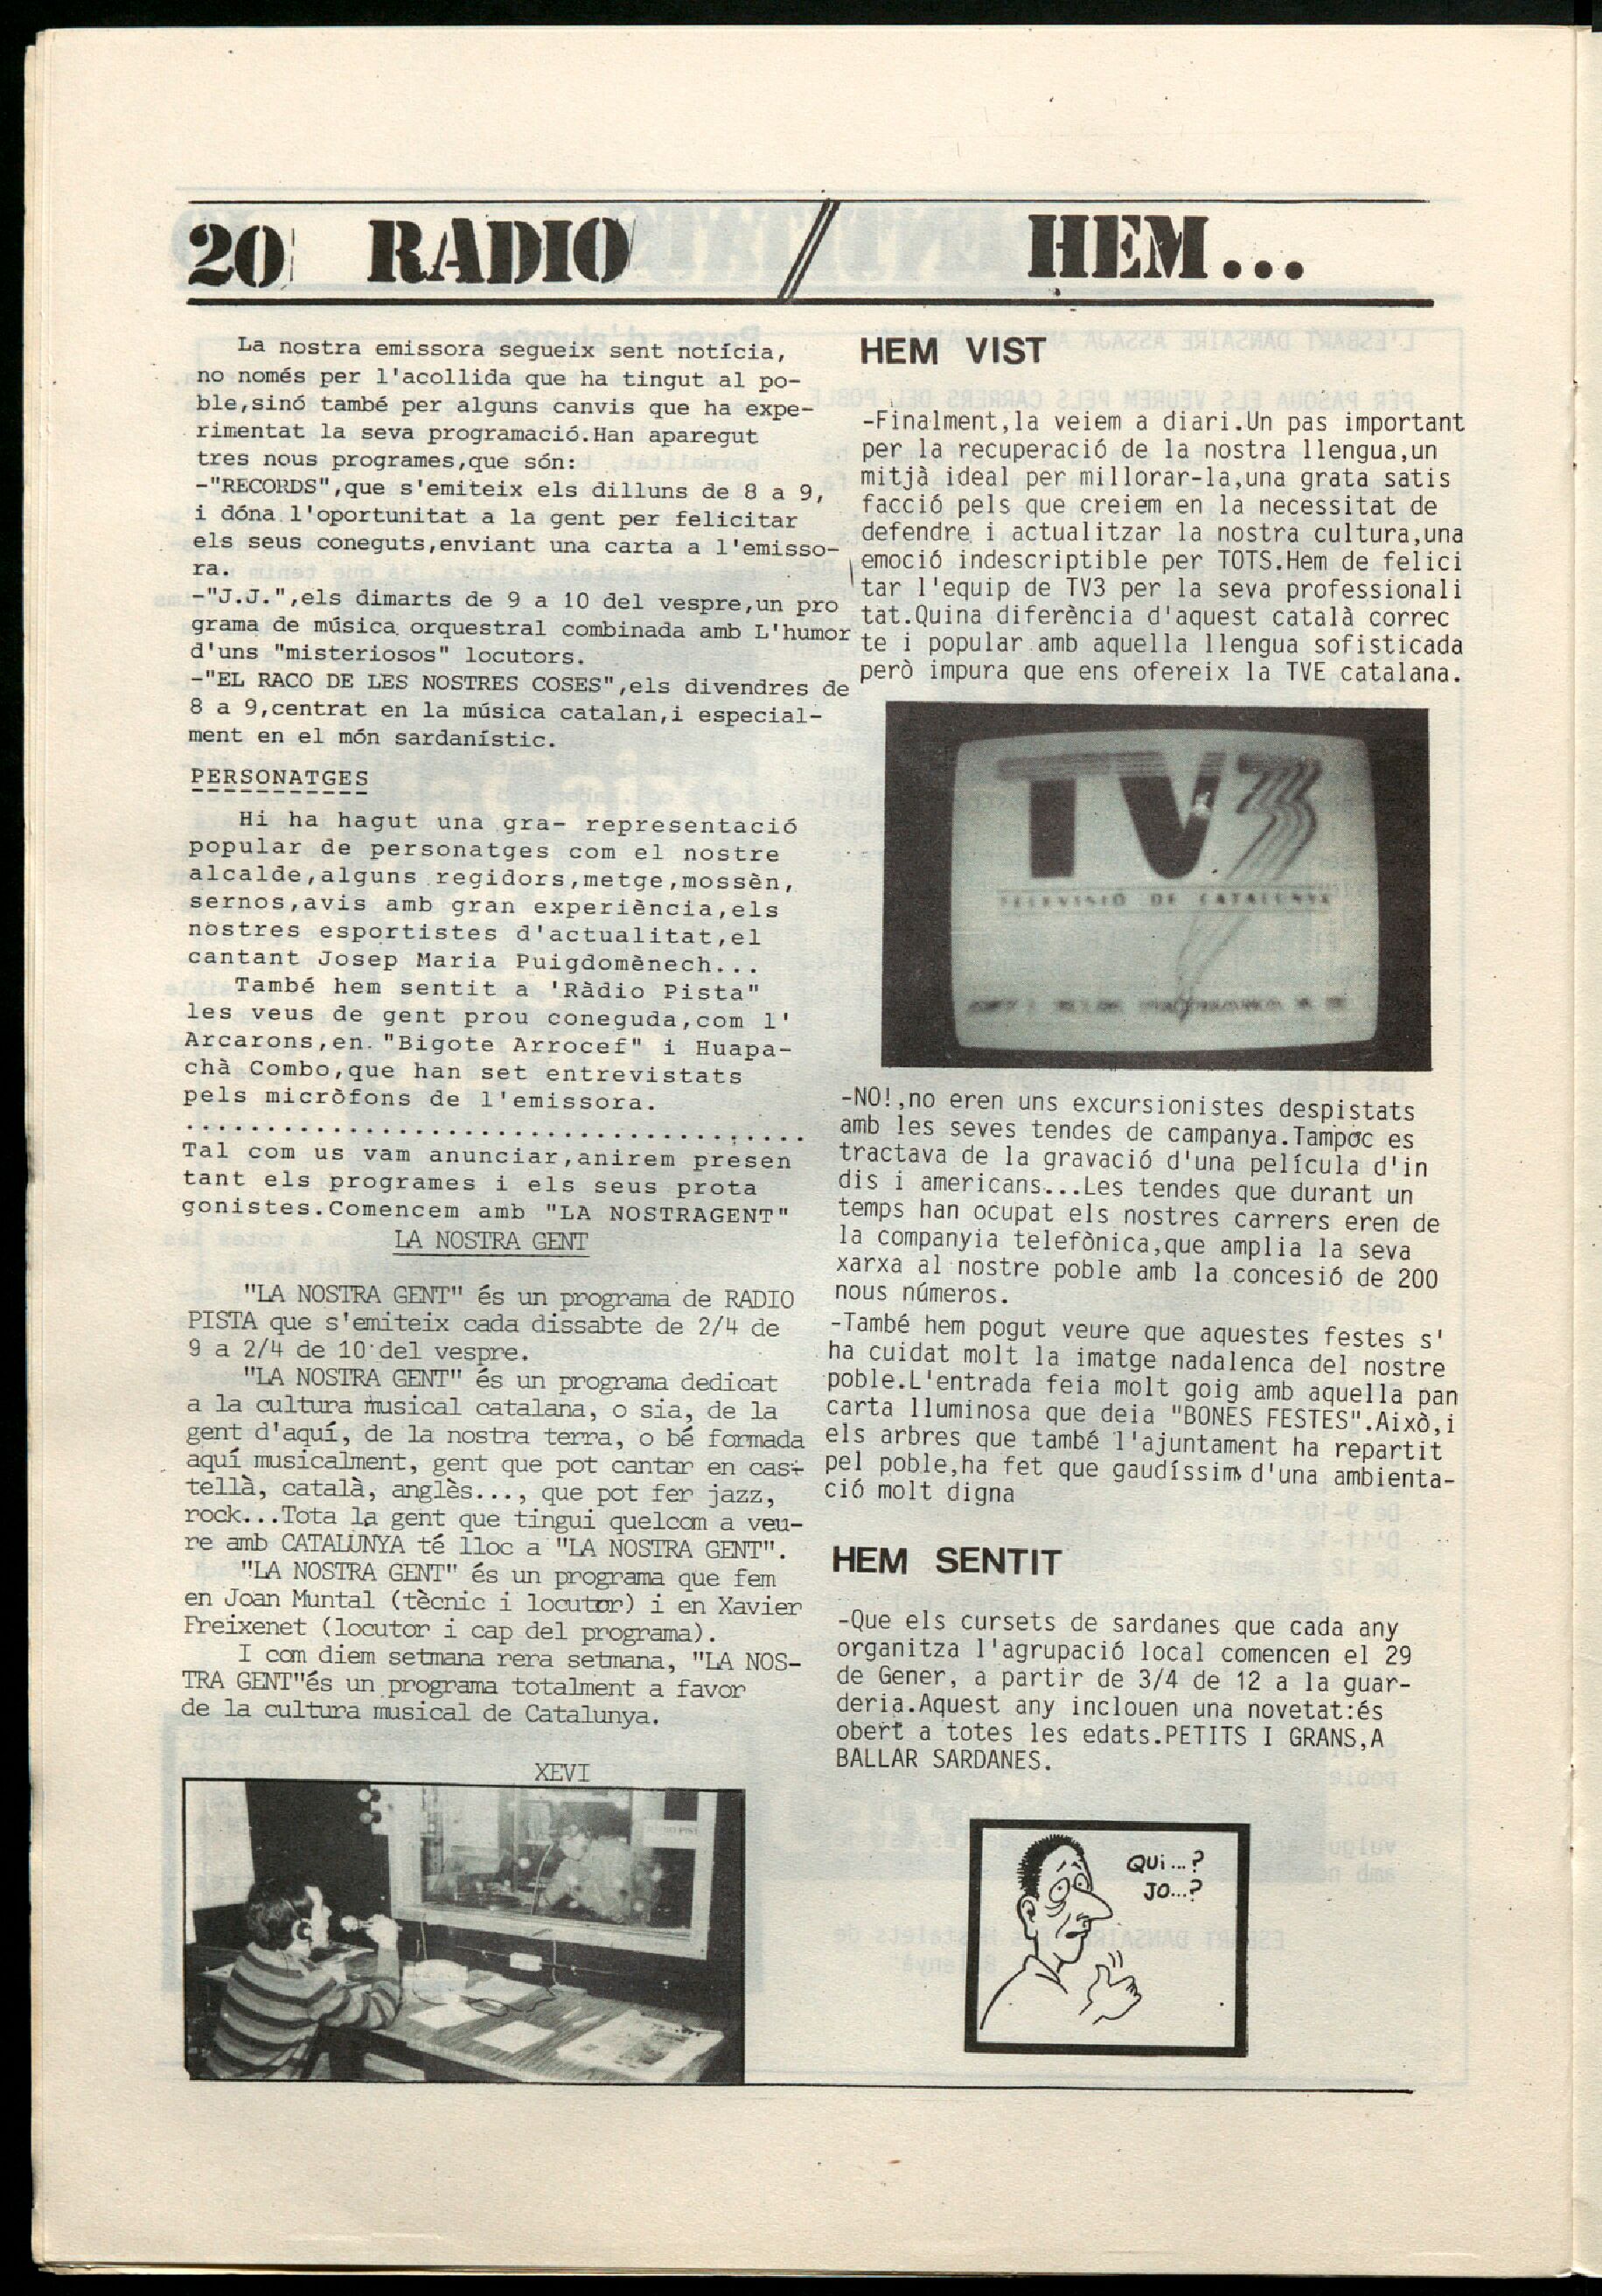 20 RADIO // HEM...
La nostra emissora segueix sent notícia,
no només per l'acollida que ha tingut al po-
ble,sinó també per alguns canvis que ha expe-
rimentat la seva programació.Han aparegut
tres nous programes,que són:
-"RECORDS",que s'emiteix els dilluns de 8 a 9,
i dóna l'oportunitat a la gent per felicitar
els seus coneguts,enviant una carta a l'emisso-
ra.
-"J.J.",els dimarts de 9 a 10 del vespre,un pro
grama de música orquestral combinada amb L'humor
d'uns "misteriosos" locutors.
-"EL RACO DE LES NOSTRES COSES",els divendres de
8 a 9,centrat en la música catalan,i especial-
ment en el món sardanístic.
PERSONATGES
Hi ha hagut una gra- representació
popular de personatges com el nostre
alcalde,alguns regidors,metge,mossèn,
sernos,avis amb gran experiència,els
nostres esportistes d'actualitat,el
cantant Josep Maria Puigdomènech...
També hem sentit a 'Ràdio Pista"
les veus de gent prou coneguda,com l'
Arcarons,en "Bigote Arrocef" i Huapa-
chà Combo,que han set entrevistats
pels micròfons de l'emissora.
......................................
Tal com us vam anunciar,anirem presen
tant els programes i els seus prota
gonistes.Comencem amb "LA NOSTRAGENT"
LA NOSTRA GENT
"LA NOSTRA GENT" és un programa de RADIO
PISTA que s'emiteix cada dissabte de 2/4 de
9 a 2/4 de 10 del vespre.
"LA NOSTRA GENT" és un programa dedicat
a la cultura musical catalana, o sia, de la
gent d'aquí, de la nostra terra, o bé formada
aquí musicalment, gent que pot cantar en cas-
tellà, català, anglès..., que pot fer jazz,
rock...Tota la gent que tingui quelcom a veu-
re amb CATALUNYA té lloc a "LA NOSTRA GENT".
"LA NOSTRA GENT" és un programa que fem
en Joan Muntal (tècnic i locutor) i en Xavier
Freixenet (locutor i cap del programa).
I com diem setmana rera setmana, "LA NOS-
TRA GENT"és un programa totalment a favor
de la cultura musical de Catalunya.
XEVI
HEM VIST
-Finalment,la veiem a diari.Un pas important
per la recuperació de la nostra llengua,un
mitjà ideal per millorar-la,una grata satis
facció pels que creiem en la necessitat de
defendre i actualitzar la nostra cultura,una
emoció indescriptible per TOTS.Hem de felici
tar l'equip de TV3 per la seva professionali
tat.Quina diferència d'aquest català correc
te i popular amb aquella llengua sofisticada
però impura que ens ofereix la TVE catalana.
TV3
TELEVISIÓ DE CATALUNYA
-NO!,no eren uns excursionistes despistats
amb les seves tendes de campanya.Tampoc es
tractava de la gravació d'una película d'in
dis i americans...Les tendes que durant un
temps han ocupat els nostres carrers eren de
la companyia telefònica,que amplia la seva
xarxa al nostre poble amb la concesió de 200
nous números.
-També hem pogut veure que aquestes festes s'
ha cuidat molt la imatge nadalenca del nostre
poble.L'entrada feia molt goig amb aquella pan
carta lluminosa que deia "BONES FESTES".Això,i
els arbres que també l'ajuntament ha repartit
pel poble,ha fet que gaudíssim d'una ambienta-
ció molt digna
HEM SENTIT
-Que els cursets de sardanes que cada any
organitza l'agrupació local comencen el 29
de Gener, a partir de 3/4 de 12 a la guar-
deria.Aquest any inclouen una novetat:és
obert a totes les edats.PETITS I GRANS,A
BALLAR SARDANES.
QUi...?
JO...?